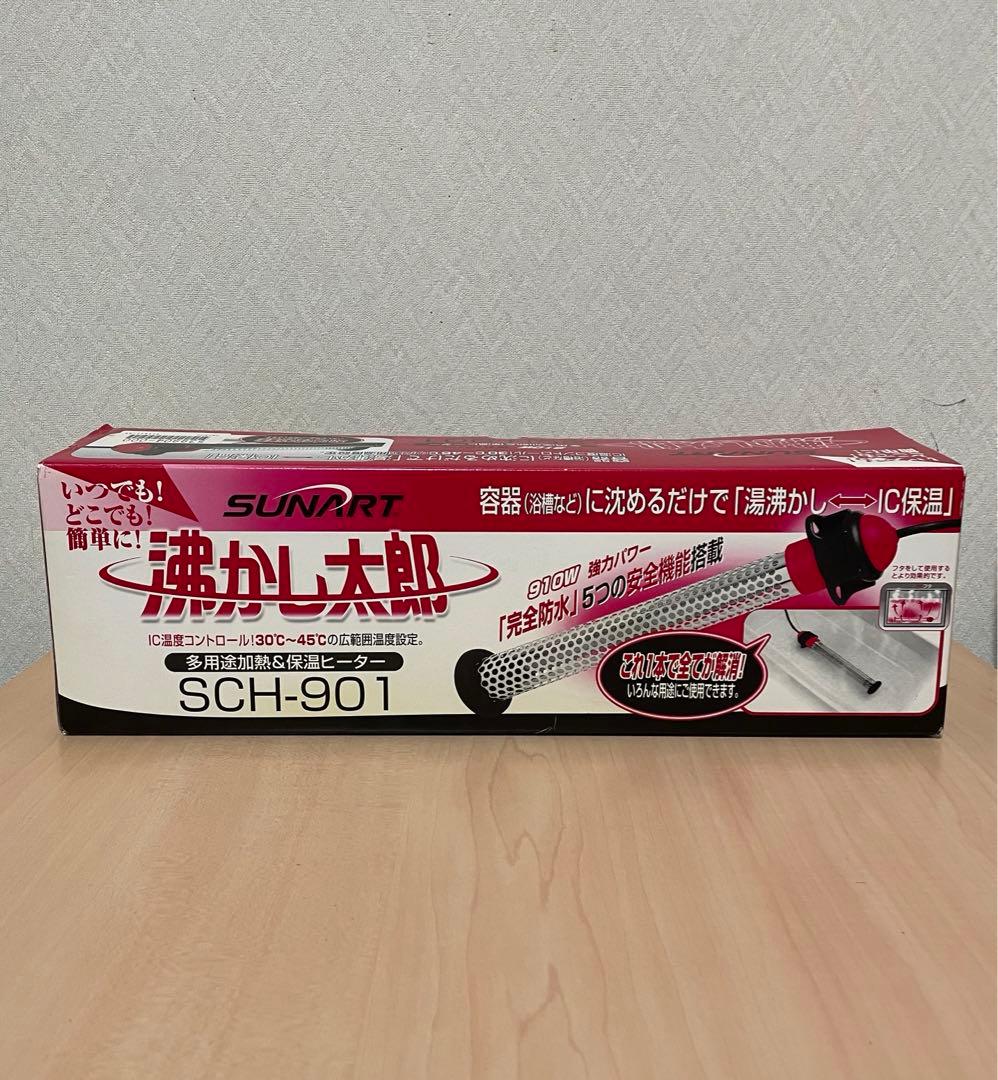 いつでも!
どこでも!
簡単に!
SUNART
沸かし太郎
IC温度コントロール!30℃〜45℃の広範囲温度設定。
多用途加熱&保温ヒーター
SCH-901
容器(浴槽など)に沈めるだけで「湯沸かし⟷IC保温」
910W 強力パワー
「完全防水」5つの安全機能搭載
フタをして使用する
とより効果的です。
フタ
これ1本で全てが解消!
いろんな用途にご使用できます。